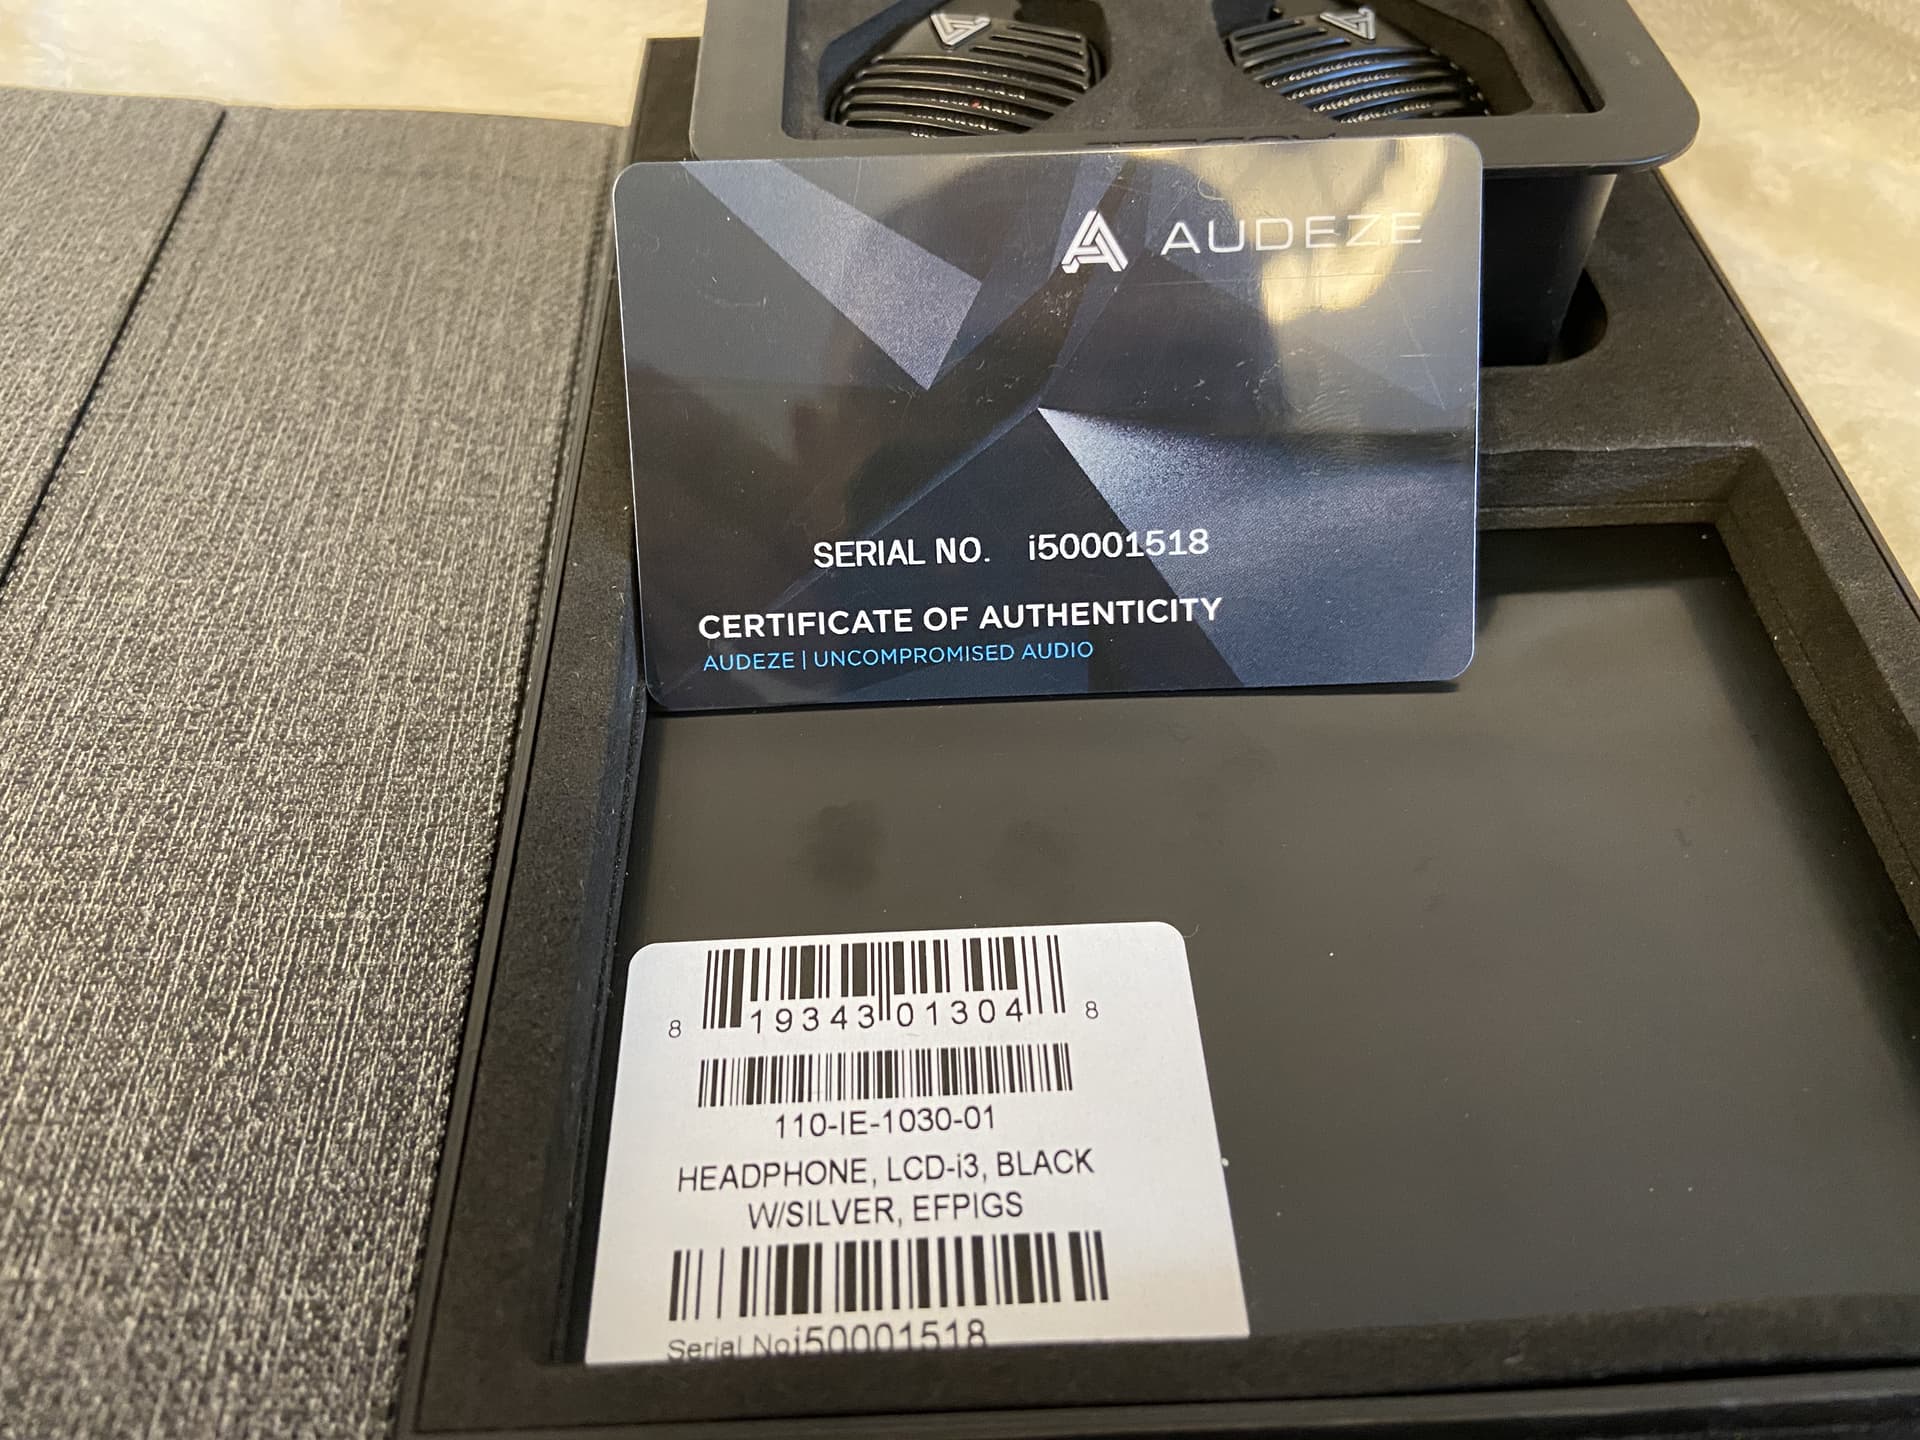 AUDEZE
SERIAL NO. i50001518
CERTIFICATE OF AUTHENTICITY
AUDEZE | UNCOMPROMISED AUDIO
8 19343 01304 8
110-IE-1030-01
HEADPHONE, LCD-i3, BLACK
W/SILVER, EFPIGS
Serial No i50001518